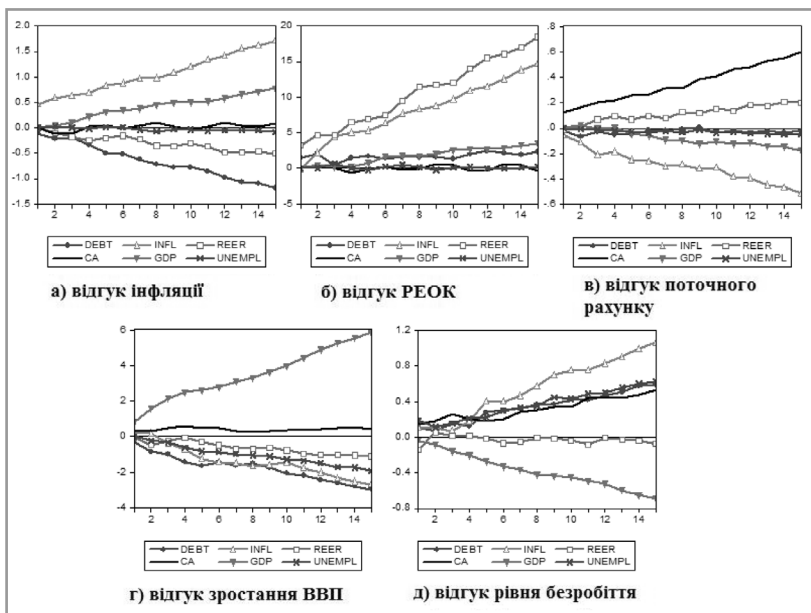 2.0
1.5
1.0
0.5
0.0
-0.5
-1.0
-1.5
2 4 6 8 10 12 14
DEBT INFL REER
CA GDP UNEMPL
а) відгук інфляції
20
15
10
5
0
-5
2 4 6 8 10 12 14
DEBT INFL REER
CA GDP UNEMPL
б) відгук РЕОК
.6
.4
.2
.0
-.2
-.4
-.6
2 4 6 8 10 12 14
DEBT INFL REER
CA GDP UNEMPL
в) відгук поточного
рахунку
6
4
2
0
-2
-4
2 4 6 8 10 12 14
DEBT INFL REER
CA GDP UNEMPL
г) відгук зростання ВВП
1.2
0.8
0.4
0.0
-0.4
-0.8
2 4 6 8 10 12 14
DEBT INFL REER
CA GDP UNEMPL
д) відгук рівня безробіття